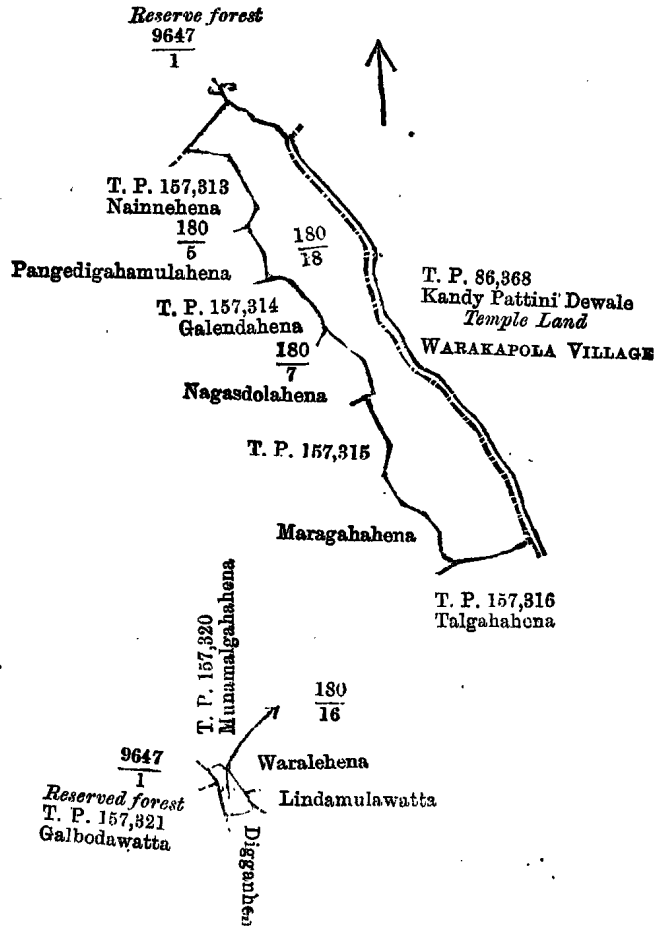 Reserve forest
9647
1
T. P. 157,313
Nainnehena
180
5
Pangedigahamulahena
180
18
T. P. 157,314
Galendahena
180
7
Nagasdolahena
T. P. 86,368
Kandy Pattini Dewale
Temple Land
WARAKAPOLA VILLAGE
T. P. 157,315
Maragahahena
T. P. 157,316
Talgahahena
T. P. 157,320
Munamalgahahena
180
16
Waralehena
Lindamulawatta
9647
1
Reserved forest
T. P. 157,321
Galbodawatta